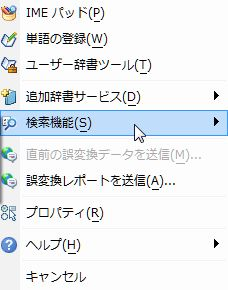 IME パッド(P)
単語の登録(W)
ユーザー辞書ツール(T)
追加辞書サービス(D)
検索機能(S)
直前の誤変換データを送信(M)...
誤変換レポートを送信(A)...
プロパティ(R)
ヘルプ(H)
キャンセル